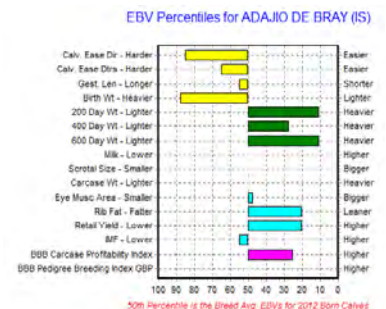 EBV Percentiles for ADAJIO DE BRAY (IS)
Calv. Ease Dir - Harder Easier
Calv. Ease Dtrs - Harder Easier
Gest. Len - Longer Shorter
Birth Wt - Heavier Lighter
200 Day Wt - Lighter Heavier
400 Day Wt - Lighter Heavier
600 Day Wt - Lighter Heavier
Milk - Lower Higher
Scrotal Size - Smaller Bigger
Carcase Wt - Lighter Heavier
Eye Musc Area - Smaller Bigger
Rib Fat - Fatter Leaner
Retail Yield - Lower Higher
IMF - Lower Higher
BBB Carcase Profitability Index Higher
BBB Pedigree Breeding Index GBP Higher
100 90 80 70 60 50 40 30 20 10 0
50th Percentile is the Breed Avg. EBVs for 2012 Born Calves